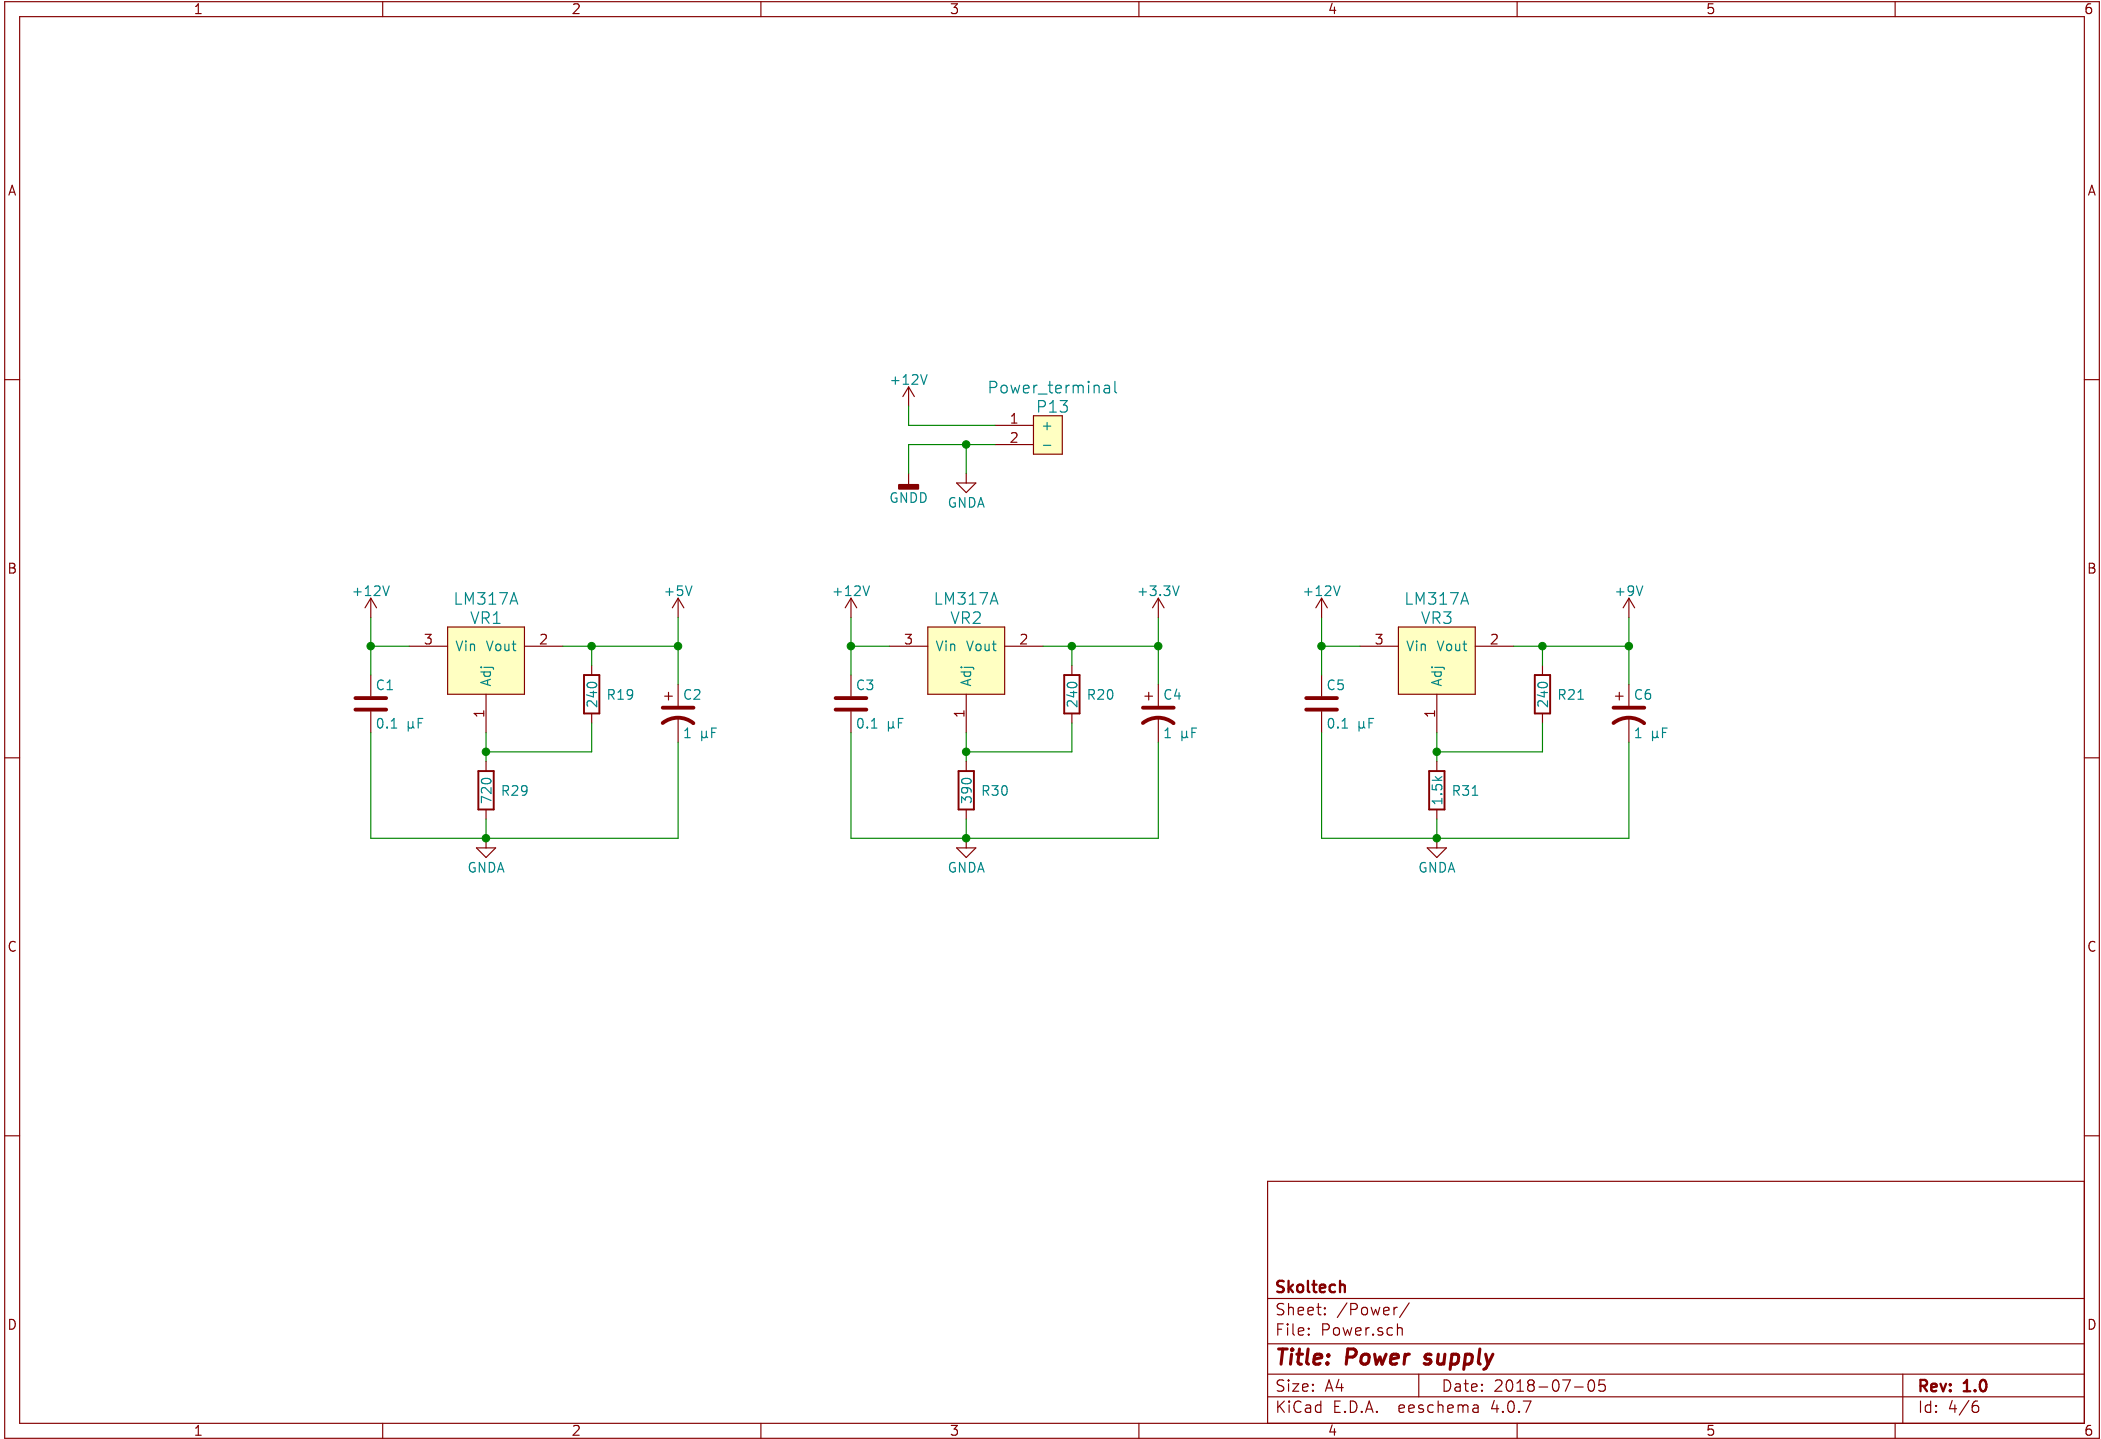 1 2 3 4 5 6
A A
+12V
Power_terminal
P13
1 +
2 −
GNDD
GNDA
B B
+12V
LM317A
VR1
+5V
3 Vin Vout 2
Adj
1
C1
0.1 µF
240 R19
+ C2
1 µF
720 R29
GNDA
+12V
LM317A
VR2
+3.3V
3 Vin Vout 2
Adj
1
C3
0.1 µF
240 R20
+ C4
1 µF
390 R30
GNDA
+12V
LM317A
VR3
+9V
3 Vin Vout 2
Adj
1
C5
0.1 µF
240 R21
+ C6
1 µF
1.5k R31
GNDA
C C
Skoltech
Sheet: /Power/
File: Power.sch
D D
Title: Power supply
Size: A4 Date: 2018-07-05 Rev: 1.0
KiCad E.D.A. eeschema 4.0.7 Id: 4/6
1 2 3 4 5 6